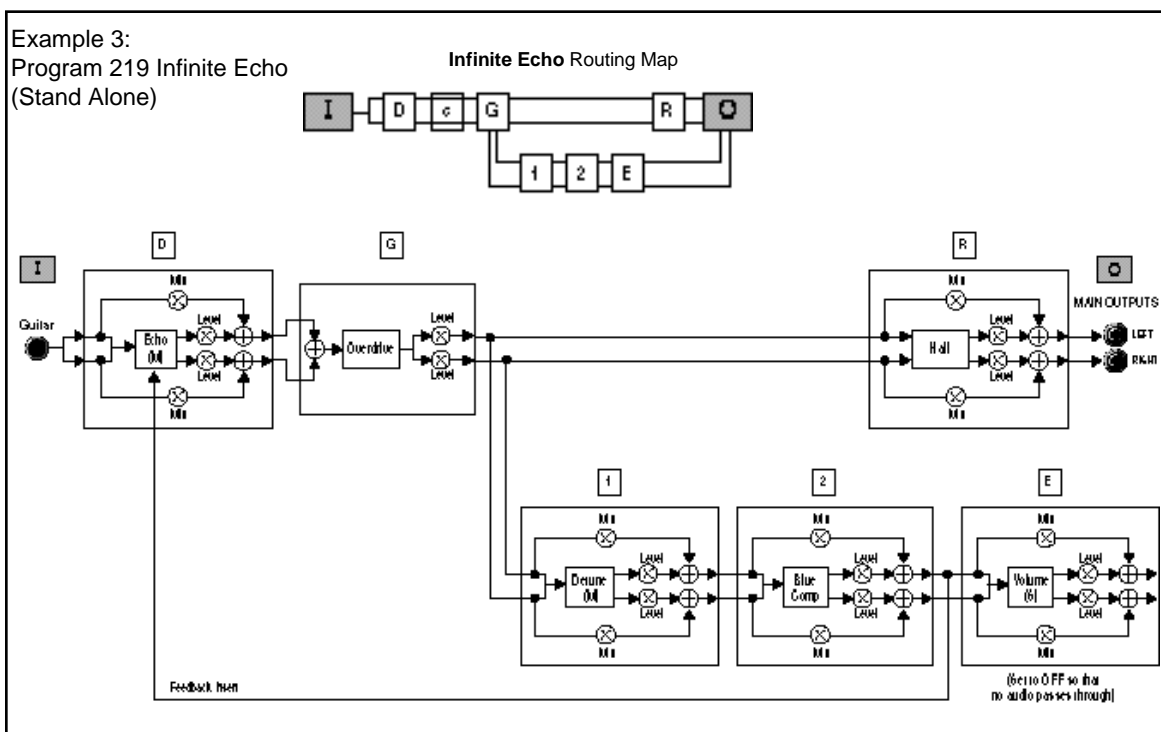 Example 3:
Program 219 Infinite Echo
(Stand Alone)
Infinite Echo Routing Map
I
D
c
G
R
O
1
2
E
D
G
R
I
O
MAIN OUTPUTS
Guitar
LEFT
RIGHT
Mix
Level
Echo
(M)
Level
Mix
Level
Overdrive
Level
Mix
Level
Hall
Level
Mix
1
2
E
Mix
Level
Detune
(M)
Level
Mix
Mix
Level
Blue
Comp
Level
Mix
Mix
Level
Volume
(S)
Level
Mix
Feedback Insert
(Set to OFF so that
no audio passes through)